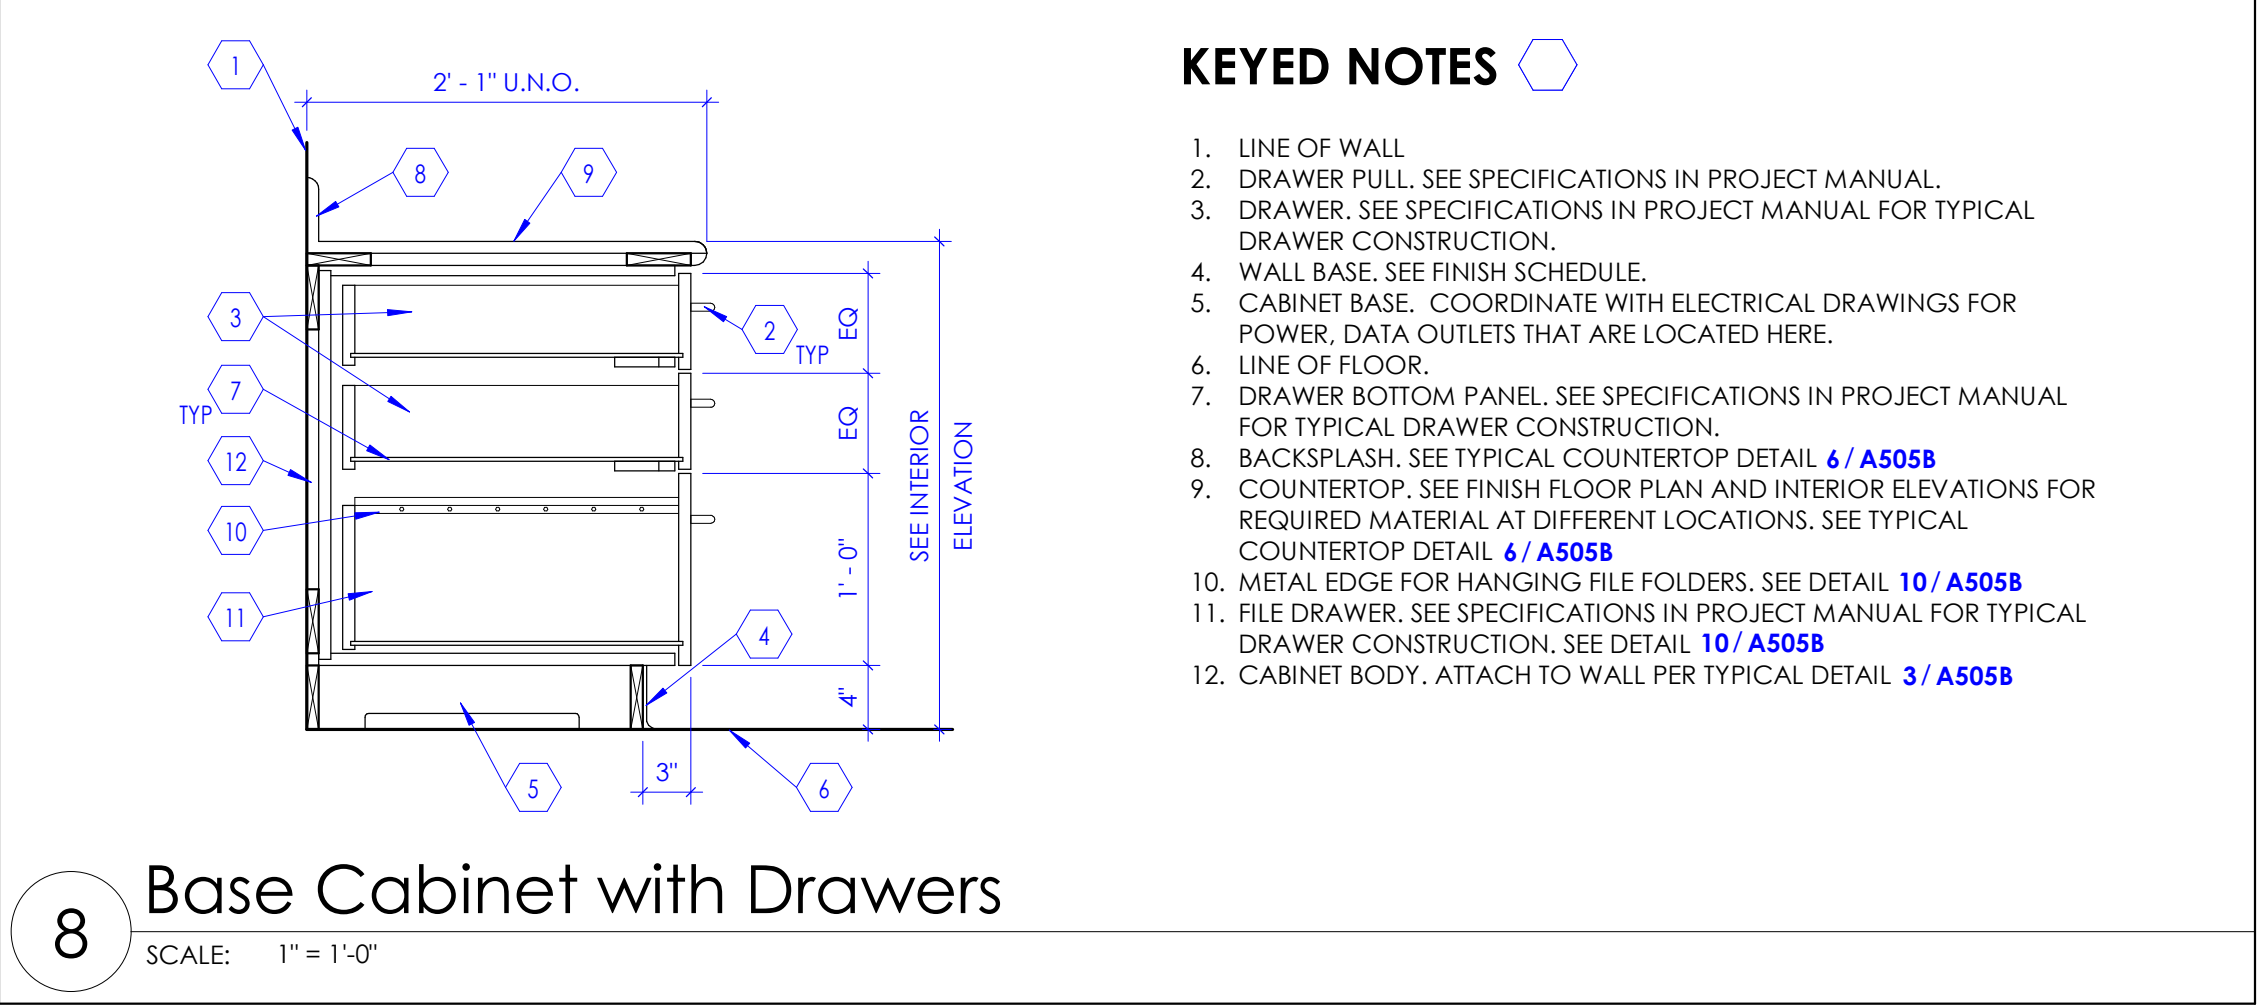 1
2' - 1" U.N.O.
8
9
3
2
TYP
EQ
7
TYP
EQ
12
SEE INTERIOR
ELEVATION
10
1' - 0"
11
4
4"
3"
5
6
KEYED NOTES
1. LINE OF WALL
2. DRAWER PULL. SEE SPECIFICATIONS IN PROJECT MANUAL.
3. DRAWER. SEE SPECIFICATIONS IN PROJECT MANUAL FOR TYPICAL
DRAWER CONSTRUCTION.
4. WALL BASE. SEE FINISH SCHEDULE.
5. CABINET BASE. COORDINATE WITH ELECTRICAL DRAWINGS FOR
POWER, DATA OUTLETS THAT ARE LOCATED HERE.
6. LINE OF FLOOR.
7. DRAWER BOTTOM PANEL. SEE SPECIFICATIONS IN PROJECT MANUAL
FOR TYPICAL DRAWER CONSTRUCTION.
8. BACKSPLASH. SEE TYPICAL COUNTERTOP DETAIL 6 / A505B
9. COUNTERTOP. SEE FINISH FLOOR PLAN AND INTERIOR ELEVATIONS FOR
REQUIRED MATERIAL AT DIFFERENT LOCATIONS. SEE TYPICAL
COUNTERTOP DETAIL 6 / A505B
10. METAL EDGE FOR HANGING FILE FOLDERS. SEE DETAIL 10 / A505B
11. FILE DRAWER. SEE SPECIFICATIONS IN PROJECT MANUAL FOR TYPICAL
DRAWER CONSTRUCTION. SEE DETAIL 10 / A505B
12. CABINET BODY. ATTACH TO WALL PER TYPICAL DETAIL 3 / A505B
8
Base Cabinet with Drawers
SCALE: 1" = 1'-0"